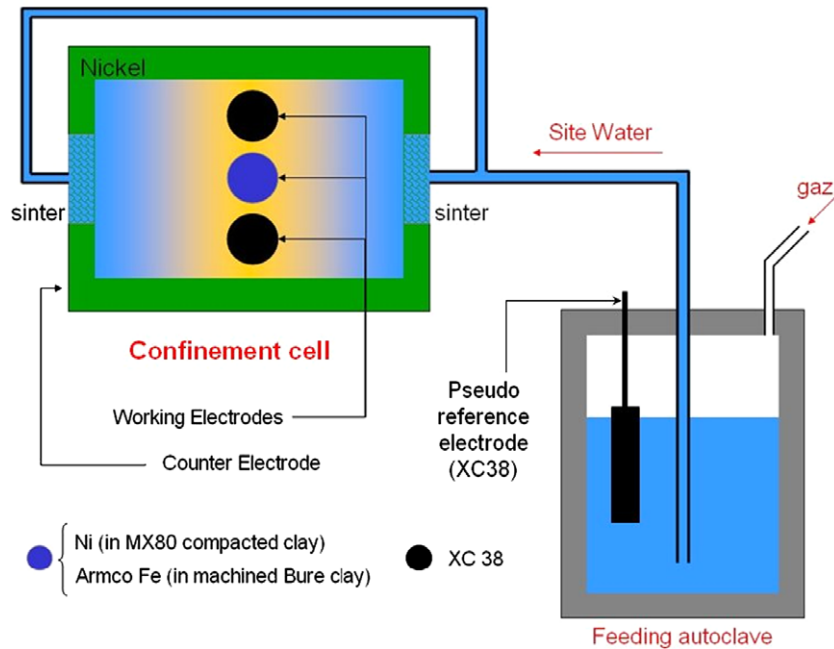 Nickel
Site Water
gaz
sinter
sinter
Confinement cell
Pseudo
reference
electrode
(XC38)
Working Electrodes
Counter Electrode
Ni (in MX80 compacted clay)
Armco Fe (in machined Bure clay)
XC 38
Feeding autoclave